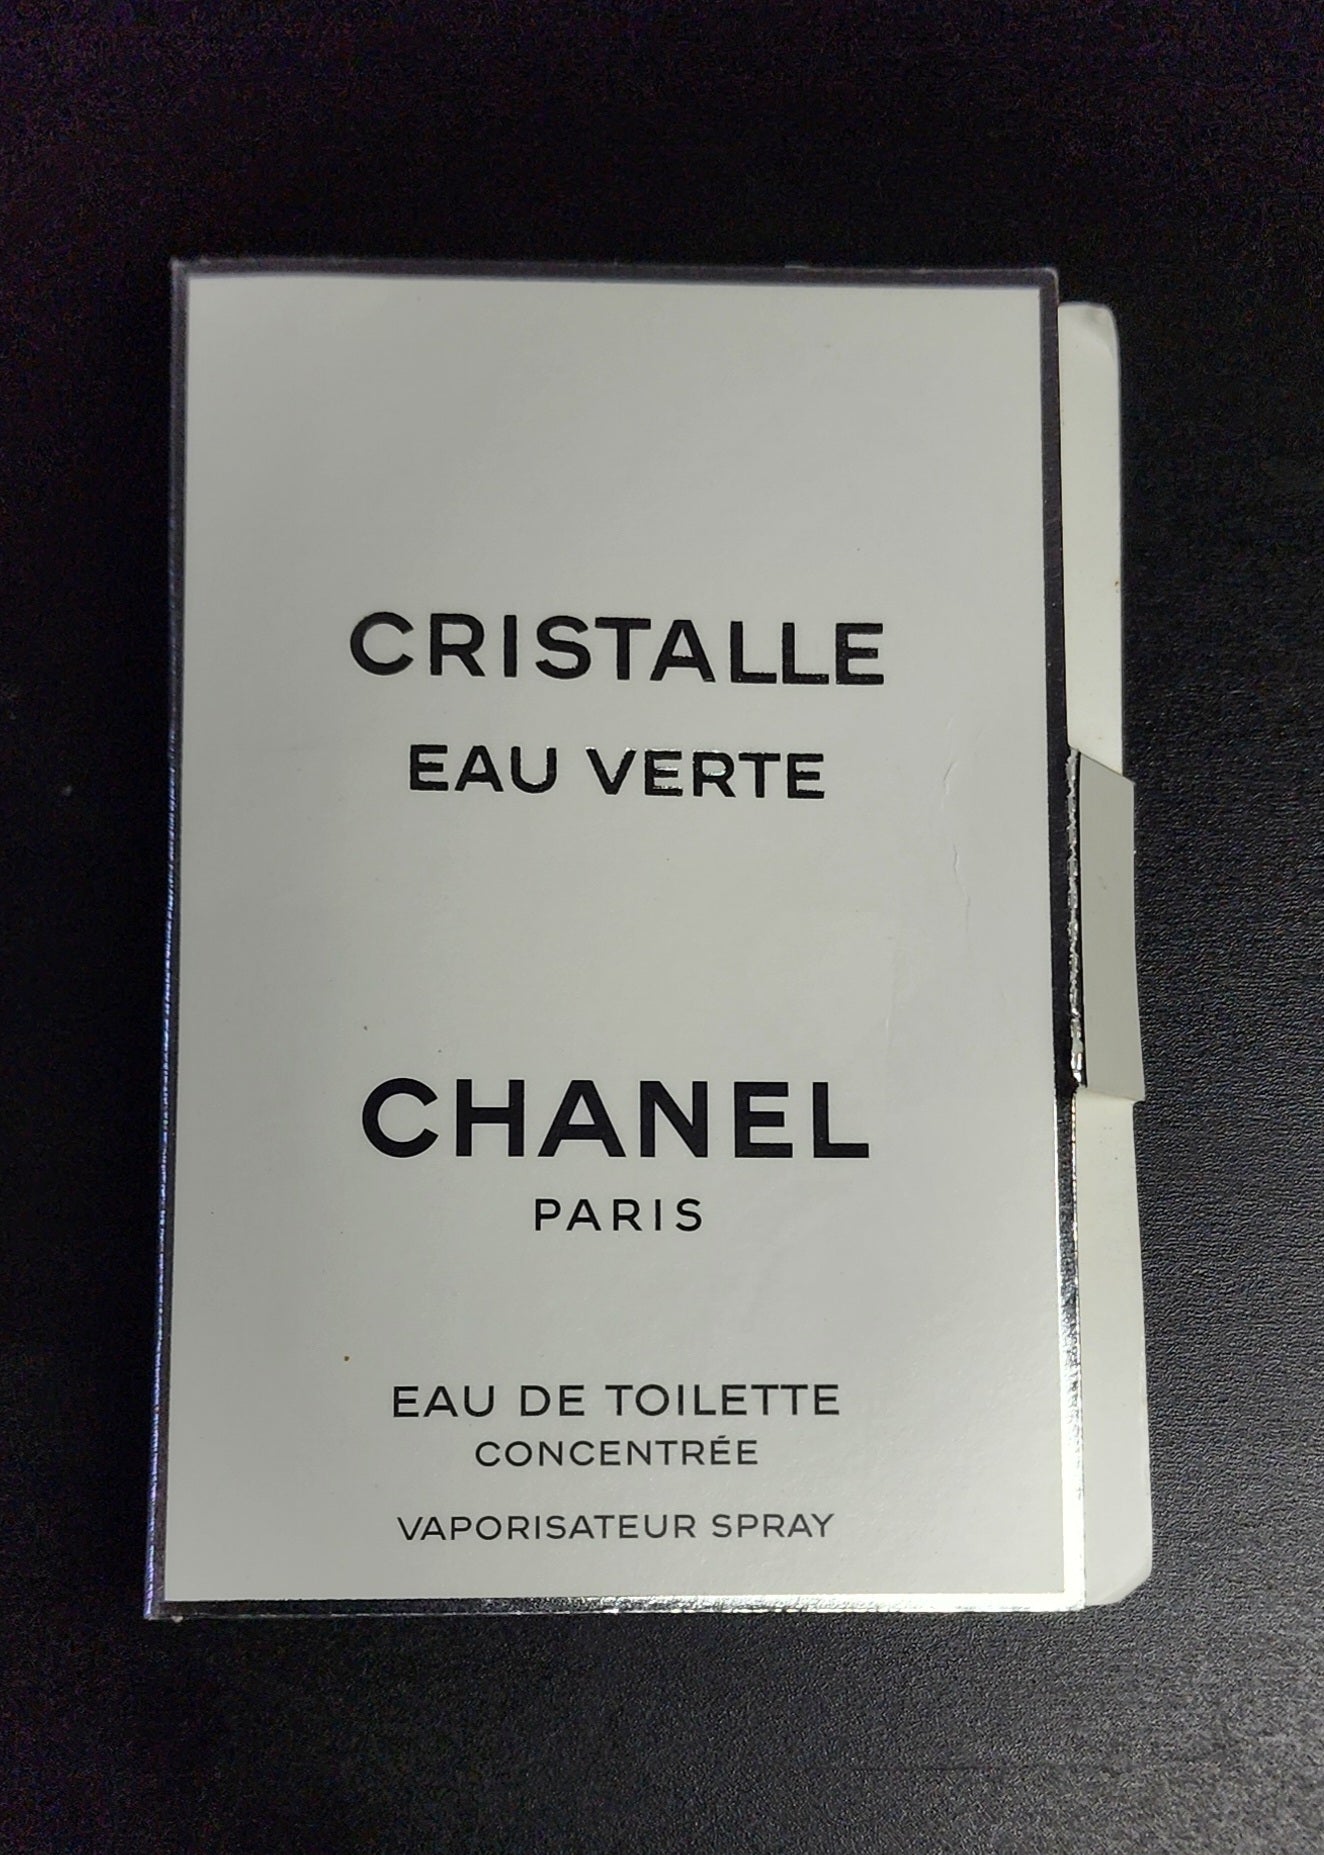 CRISTALLE
EAU VERTE
CHANEL
PARIS
EAU DE TOILETTE
CONCENTRÉE
VAPORISATEUR SPRAY